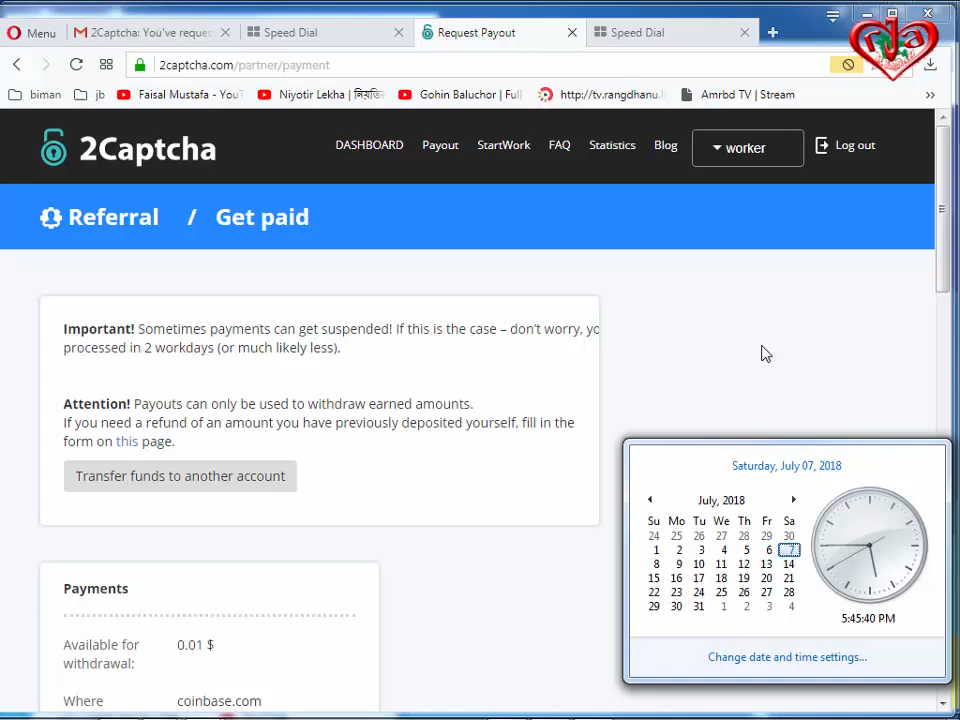 Menu
2Captcha: You've reques
Speed Dial
Request Payout
Speed Dial
2captcha.com/partner/payment
biman
jb
Faisal Mustafa - YouT
Niyotir Lekha | নিয়তির
Gohin Baluchor | Full
http://tv.rangdhanu.l
Amrbd TV | Stream
rja
2Captcha
DASHBOARD
Payout
StartWork
FAQ
Statistics
Blog
worker
Log out
Referral / Get paid
Important! Sometimes payments can get suspended! If this is the case – don't worry, yo
processed in 2 workdays (or much likely less).
Attention! Payouts can only be used to withdraw earned amounts.
If you need a refund of an amount you have previously deposited yourself, fill in the
form on this page.
Transfer funds to another account
Payments
Available for 0.01 $
withdrawal:
Where coinbase.com
Saturday, July 07, 2018
July, 2018
Su Mo Tu We Th Fr Sa
24 25 26 27 28 29 30
1 2 3 4 5 6 7
8 9 10 11 12 13 14
15 16 17 18 19 20 21
22 23 24 25 26 27 28
29 30 31 1 2 3 4
5:45:40 PM
Change date and time settings...